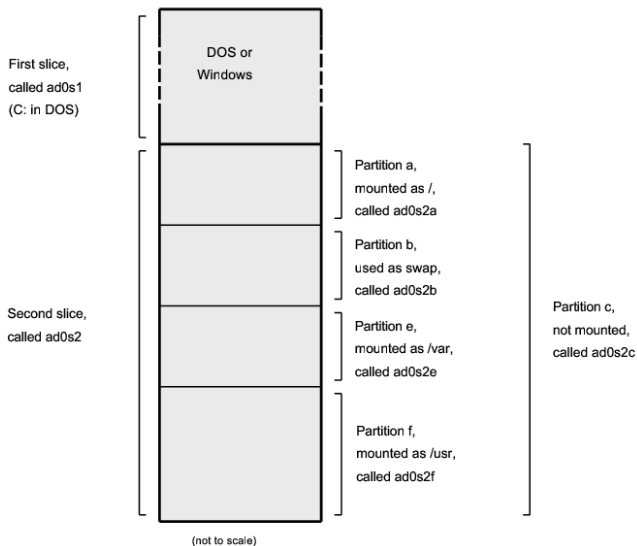 DOS or
Windows
First slice,
called ad0s1
(C: in DOS)
Partition a,
mounted as /,
called ad0s2a
Partition b,
used as swap,
called ad0s2b
Second slice,
called ad0s2
Partition c,
not mounted,
called ad0s2c
Partition e,
mounted as /var,
called ad0s2e
Partition f,
mounted as /usr,
called ad0s2f
(not to scale)